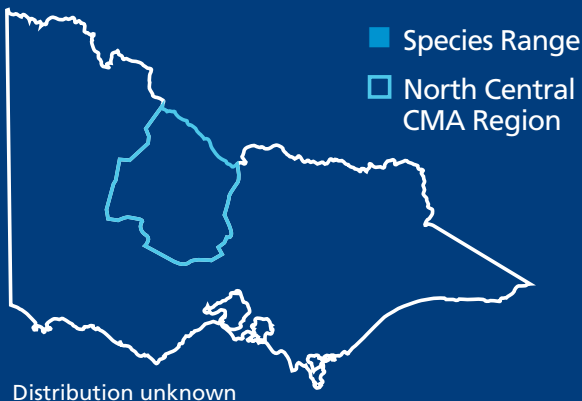 Species Range
North Central
CMA Region
Distribution unknown